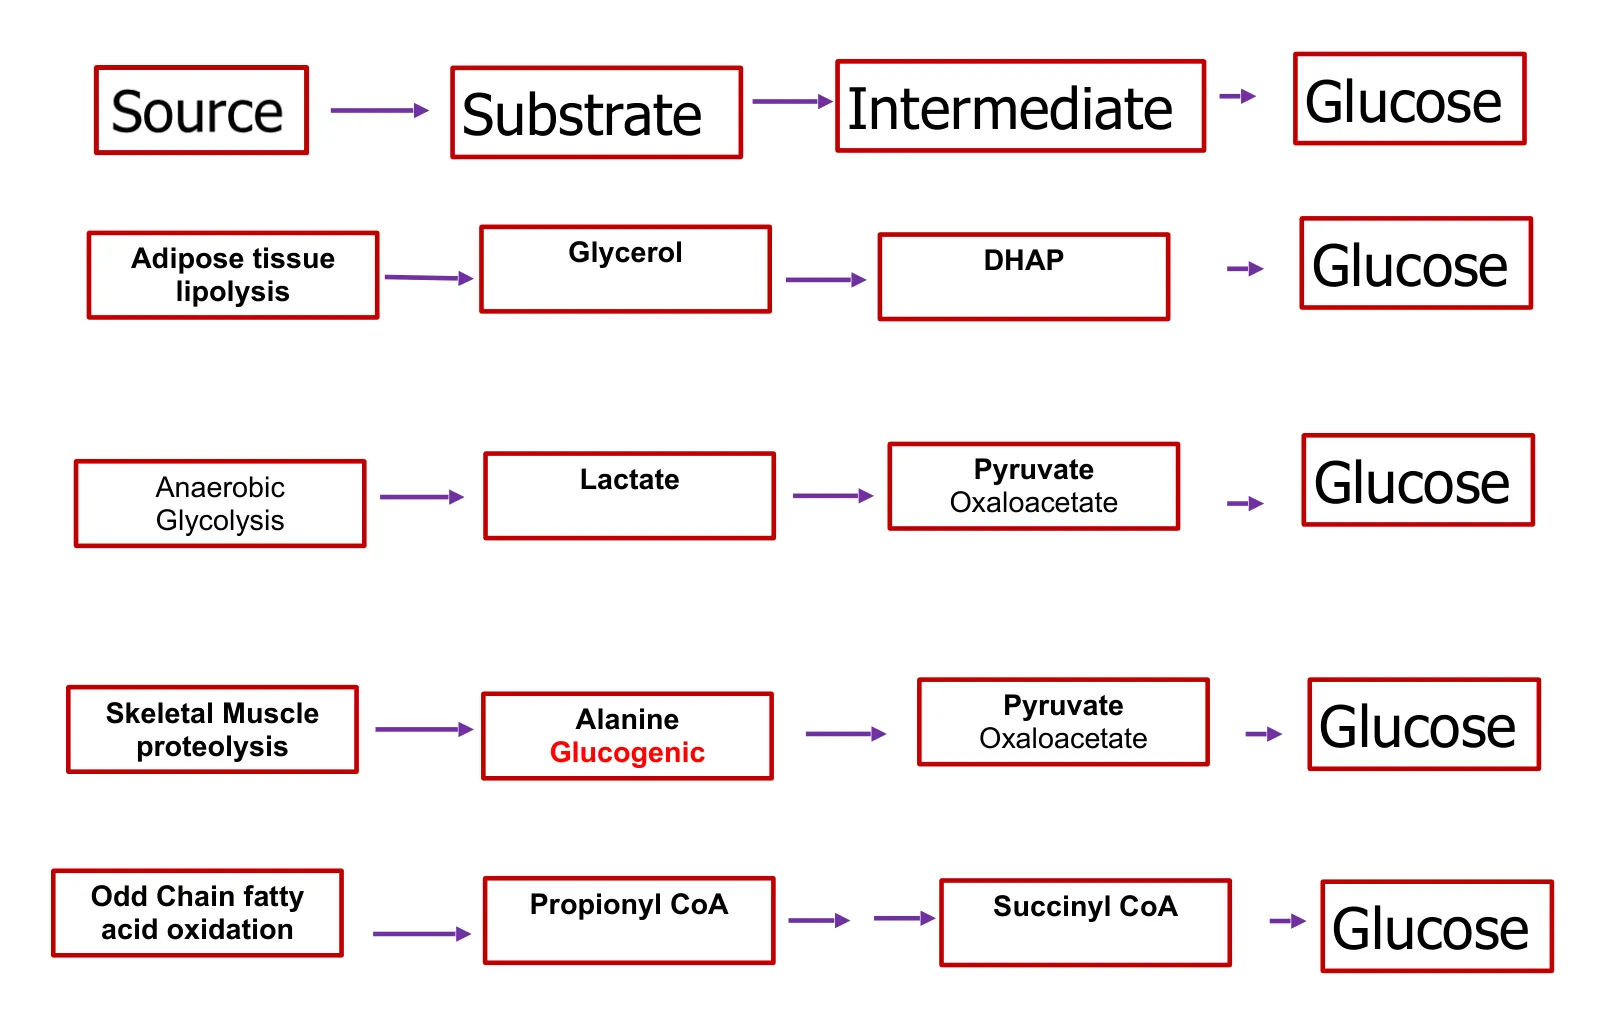 Source
Substrate
Intermediate
Glucose
Adipose tissue
lipolysis
Glycerol
DHAP
Glucose
Anaerobic
Glycolysis
Lactate
Pyruvate
Oxaloacetate
Glucose
Skeletal Muscle
proteolysis
Alanine
Glucogenic
Pyruvate
Oxaloacetate
Glucose
Odd Chain fatty
acid oxidation
Propionyl CoA
Succinyl CoA
Glucose